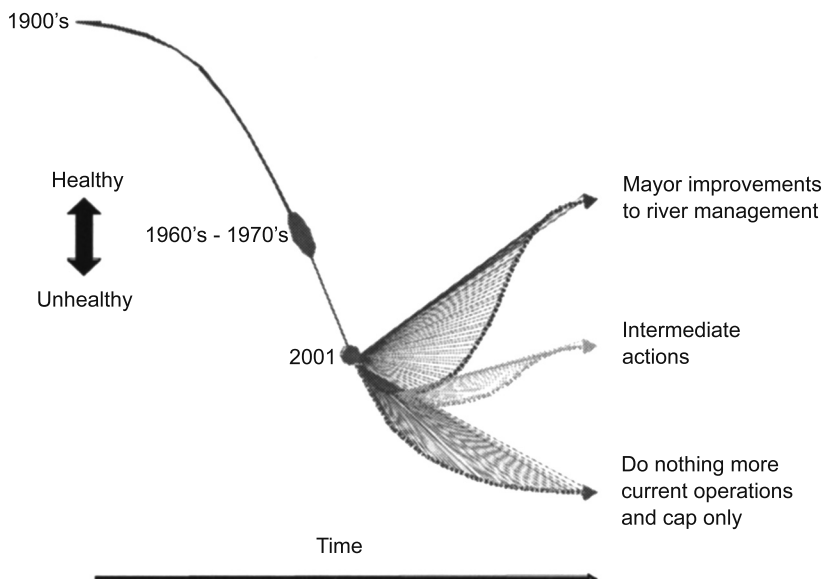 1900's
Healthy
Mayor improvements
to river management
1960's - 1970's
Unhealthy
2001
Intermediate
actions
Do nothing more
current operations
and cap only
Time